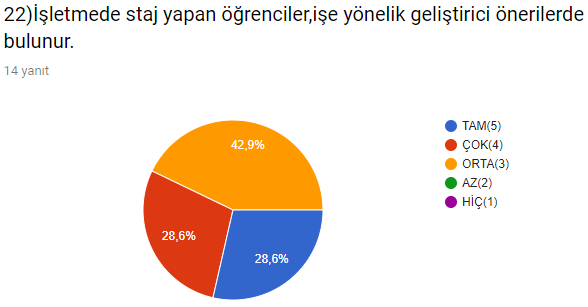 22)İşletmede staj yapan öğrenciler,işe yönelik geliştirici önerilerde
bulunur.
14 yanıt
42,9%
28,6%
28,6%
TAM(5)
ÇOK(4)
ORTA(3)
AZ(2)
HİÇ(1)